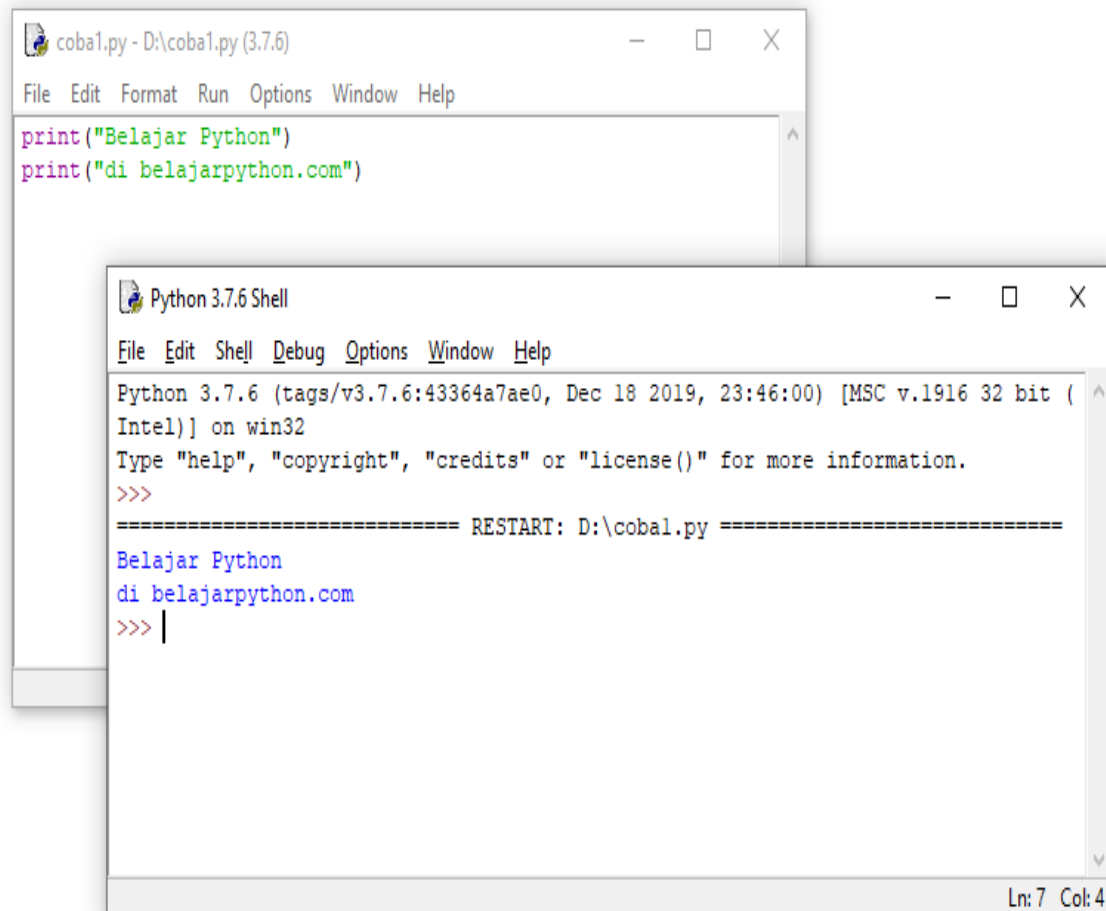 coba1.py - D:\coba1.py (3.7.6)
File Edit Format Run Options Window Help
print("Belajar Python")
print("di belajarpython.com")
Python 3.7.6 Shell
File Edit Shell Debug Options Window Help
Python 3.7.6 (tags/v3.7.6:43364a7ae0, Dec 18 2019, 23:46:00) [MSC v.1916 32 bit (
Intel)] on win32
Type "help", "copyright", "credits" or "license()" for more information.
>>>
============================= RESTART: D:\coba1.py =============================
Belajar Python
di belajarpython.com
>>>
Ln: 7 Col: 4